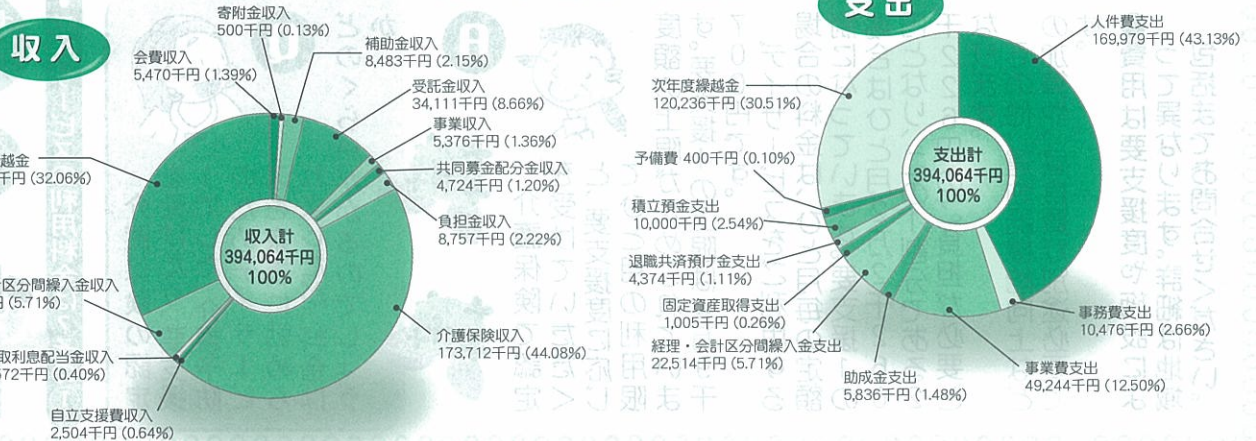 収入
寄附金収入
500千円 (0.13%)
会費収入
5,470千円 (1.39%)
補助金収入
8,483千円 (2.15%)
受託金収入
34,111千円 (8.66%)
事業収入
5,376千円 (1.36%)
共同募金配分金収入
4,724千円 (1.20%)
負担金収入
8,757千円 (2.22%)
介護保険収入
173,712千円 (44.08%)
自立支援費収入
2,504千円 (0.64%)
取利息配当金収入
572千円 (0.40%)
区分間繰入金収入
(5.71%)
越金
千円 (32.06%)
収入計
394,064千円
100%
支出
人件費支出
169,979千円 (43.13%)
事務費支出
10,476千円 (2.66%)
事業費支出
49,244千円 (12.50%)
助成金支出
5,836千円 (1.48%)
経理・会計区分間繰入金支出
22,514千円 (5.71%)
固定資産取得支出
1,005千円 (0.26%)
退職共済預け金支出
4,374千円 (1.11%)
積立預金支出
10,000千円 (2.54%)
予備費 400千円 (0.10%)
次年度繰越金
120,236千円 (30.51%)
支出計
394,064千円
100%